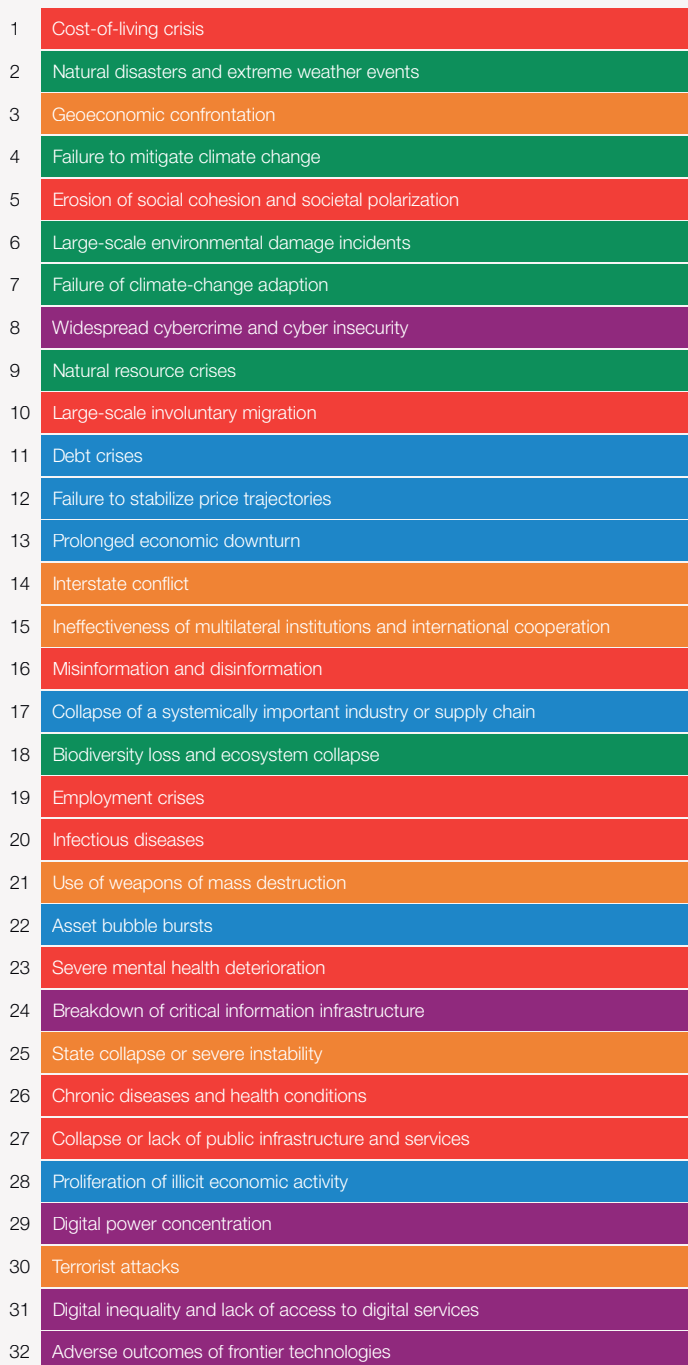 1 Cost-of-living crisis
2 Natural disasters and extreme weather events
3 Geoeconomic confrontation
4 Failure to mitigate climate change
5 Erosion of social cohesion and societal polarization
6 Large-scale environmental damage incidents
7 Failure of climate-change adaption
8 Widespread cybercrime and cyber insecurity
9 Natural resource crises
10 Large-scale involuntary migration
11 Debt crises
12 Failure to stabilize price trajectories
13 Prolonged economic downturn
14 Interstate conflict
15 Ineffectiveness of multilateral institutions and international cooperation
16 Misinformation and disinformation
17 Collapse of a systemically important industry or supply chain
18 Biodiversity loss and ecosystem collapse
19 Employment crises
20 Infectious diseases
21 Use of weapons of mass destruction
22 Asset bubble bursts
23 Severe mental health deterioration
24 Breakdown of critical information infrastructure
25 State collapse or severe instability
26 Chronic diseases and health conditions
27 Collapse or lack of public infrastructure and services
28 Proliferation of illicit economic activity
29 Digital power concentration
30 Terrorist attacks
31 Digital inequality and lack of access to digital services
32 Adverse outcomes of frontier technologies